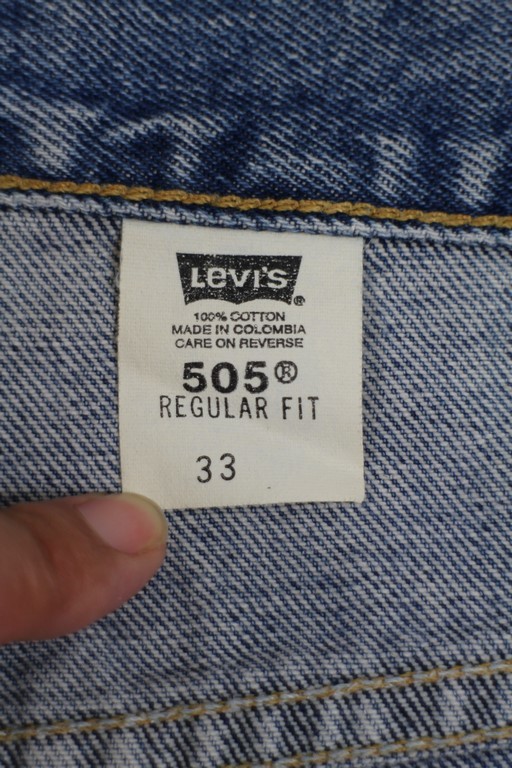 Levi's®
100% COTTON
MADE IN COLOMBIA
CARE ON REVERSE
505®
REGULAR FIT
33